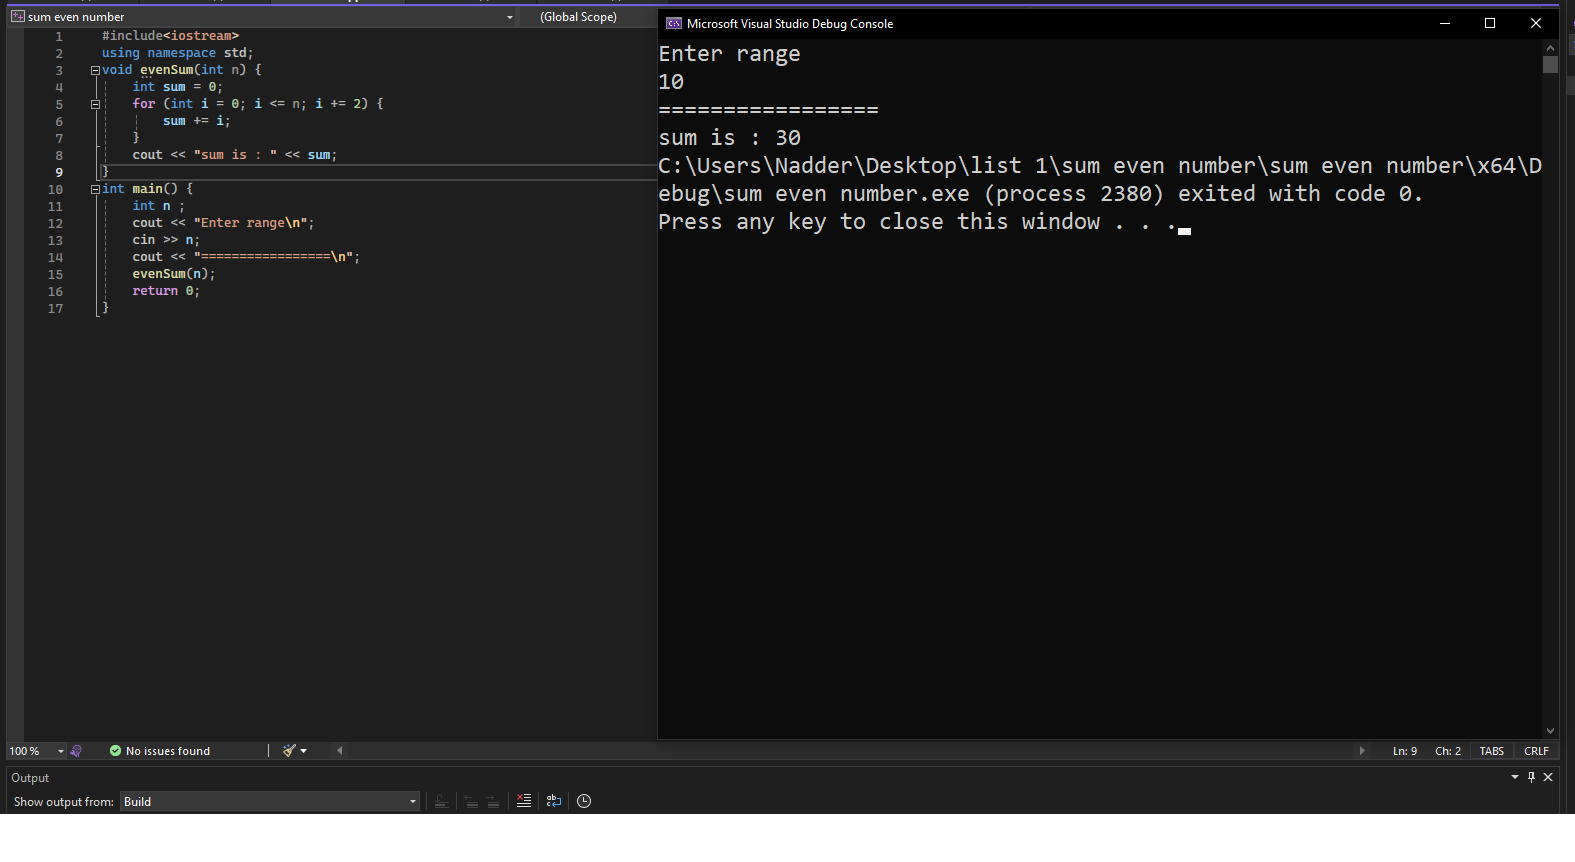 sum even number
(Global Scope)
1 #include<iostream>
2 using namespace std;
3 void evenSum(int n) {
4 int sum = 0;
5 for (int i = 0; i <= n; i += 2) {
6 sum += i;
7 }
8 cout << "sum is : " << sum;
9 }
10 int main() {
11 int n ;
12 cout << "Enter range\n";
13 cin >> n;
14 cout << "=================\n";
15 evenSum(n);
16 return 0;
17 }
Microsoft Visual Studio Debug Console
Enter range
10
=================
sum is : 30
C:\Users\Nadder\Desktop\list 1\sum even number\sum even number\x64\D
ebug\sum even number.exe (process 2380) exited with code 0.
Press any key to close this window . . .
100 %
No issues found
Ln: 9 Ch: 2 TABS CRLF
Output
Show output from: Build